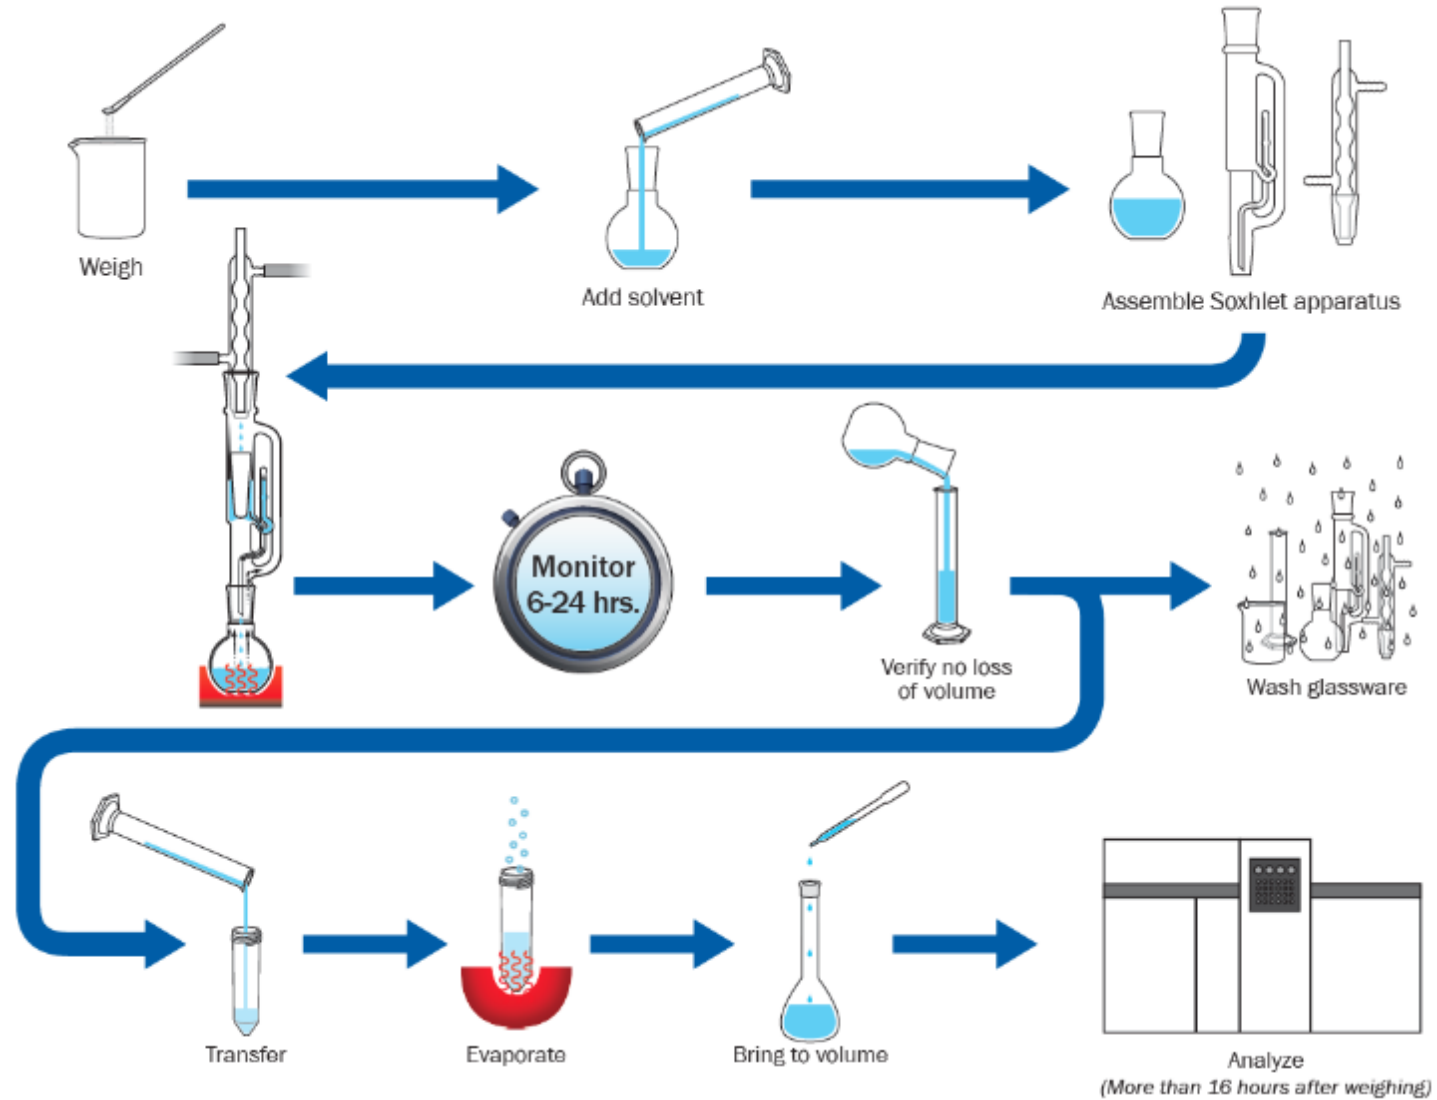 Weigh
Add solvent
Assemble Soxhlet apparatus
Monitor
6-24 hrs.
Verify no loss
of volume
Wash glassware
Transfer
Evaporate
Bring to volume
Analyze
(More than 16 hours after weighing)